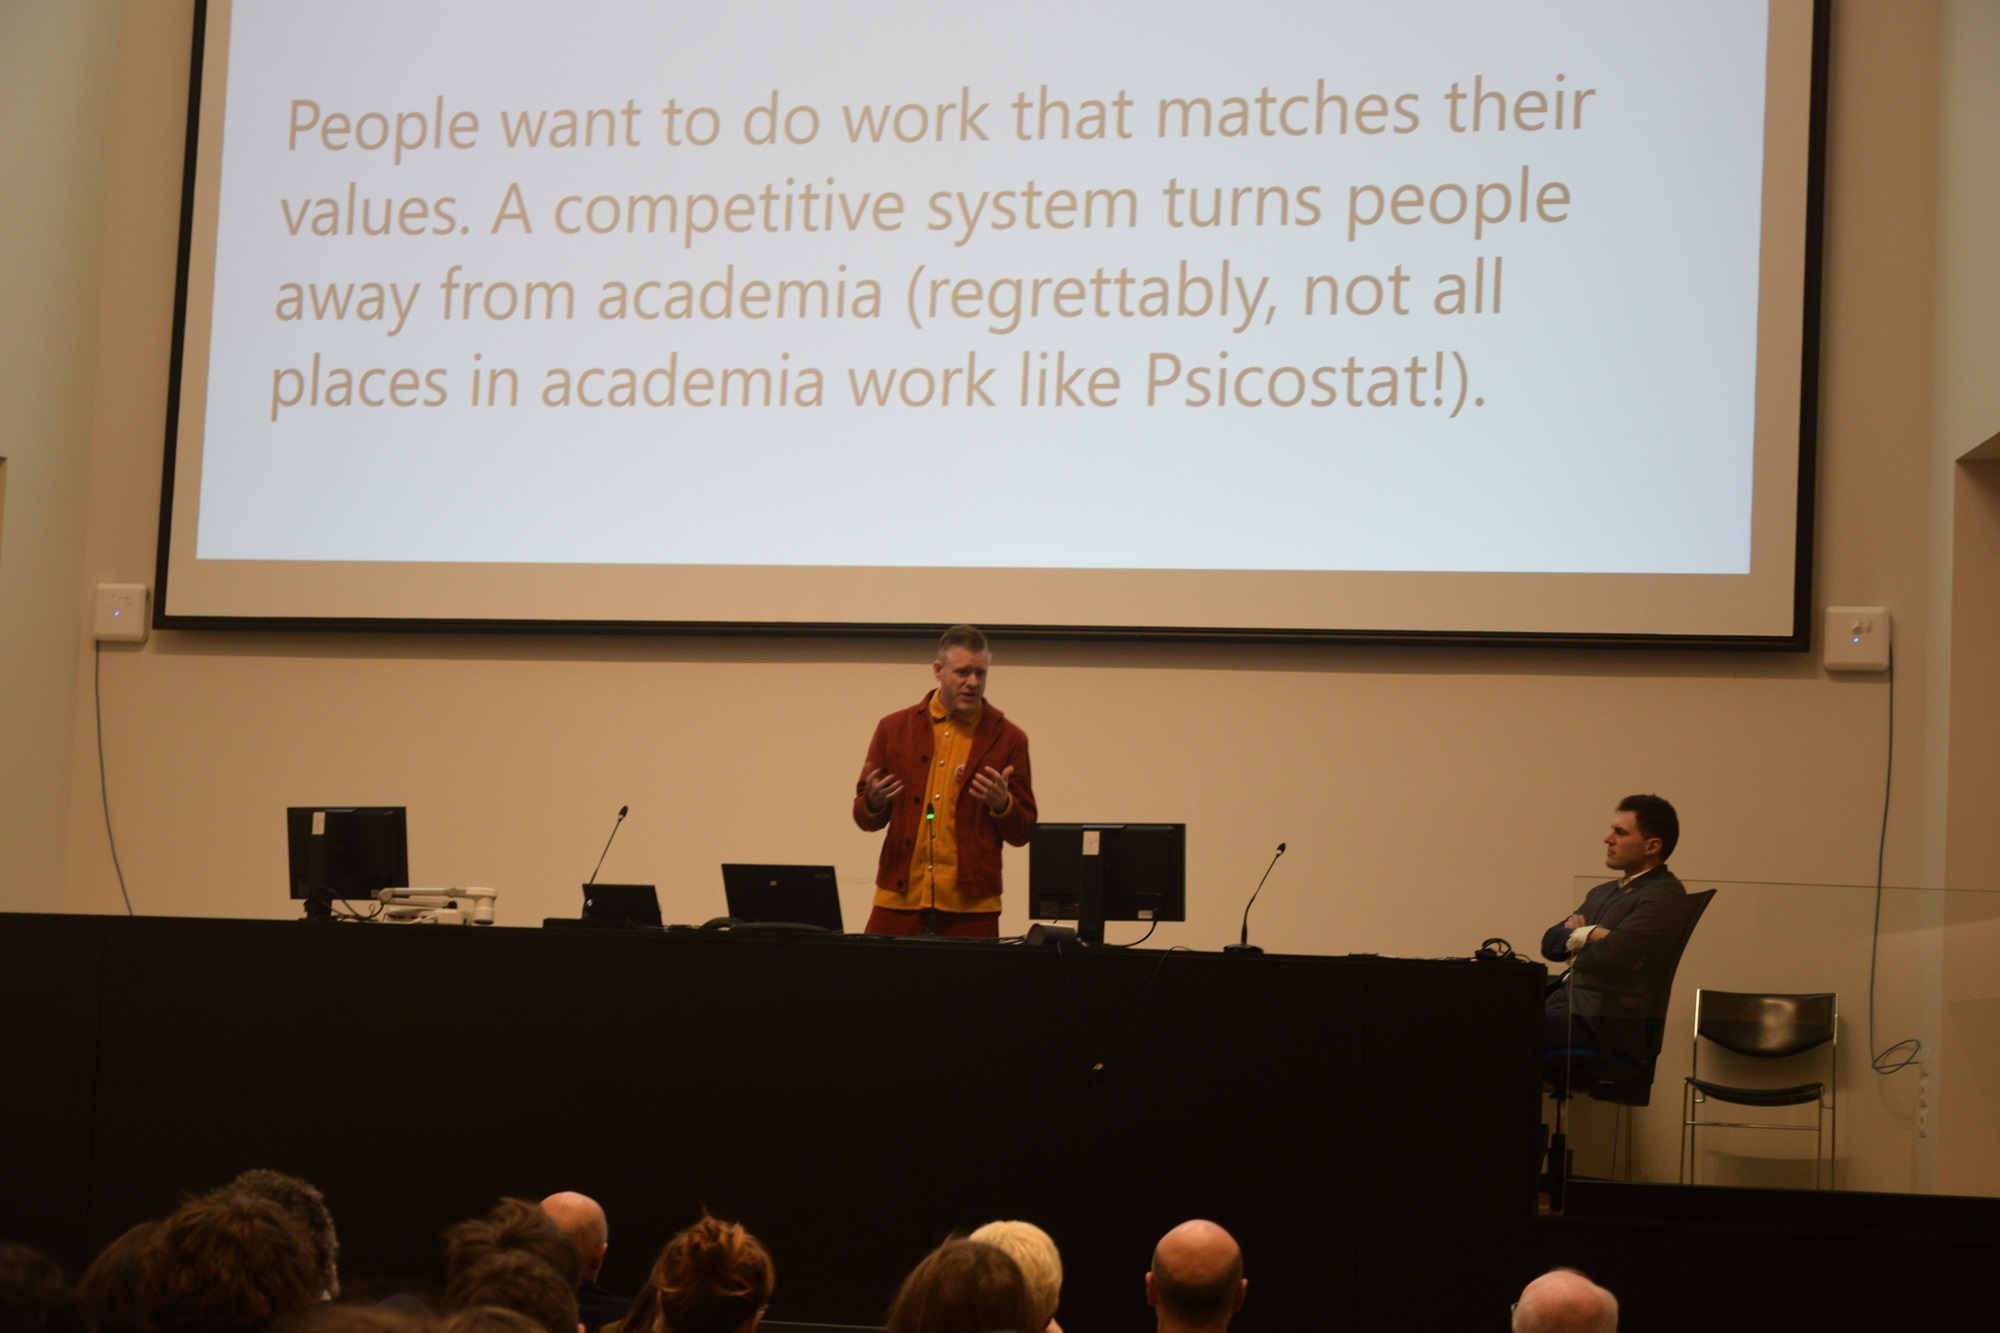 People want to do work that matches their
values. A competitive system turns people
away from academia (regrettably, not all
places in academia work like Psicostat!).